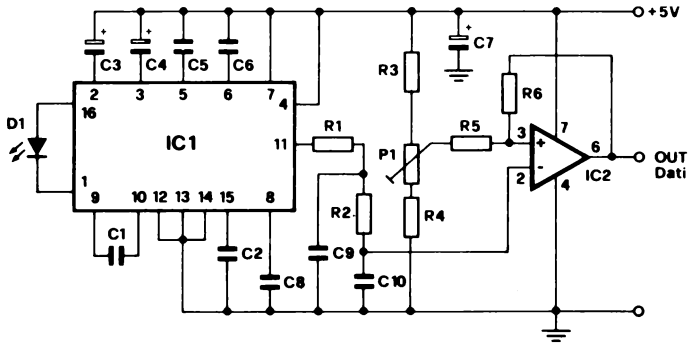 +5V
+ + +
C3 C4 C5 C6 C7
R3
2 3 5 6 7 4
16
D1
IC1
11
R1
P1
R5
R6
3 + 7 6
2 - 4
IC2
OUT
Dati
1
9 10 12 13 14 15 8
R2
R4
C1
C2
C8
C9
C10